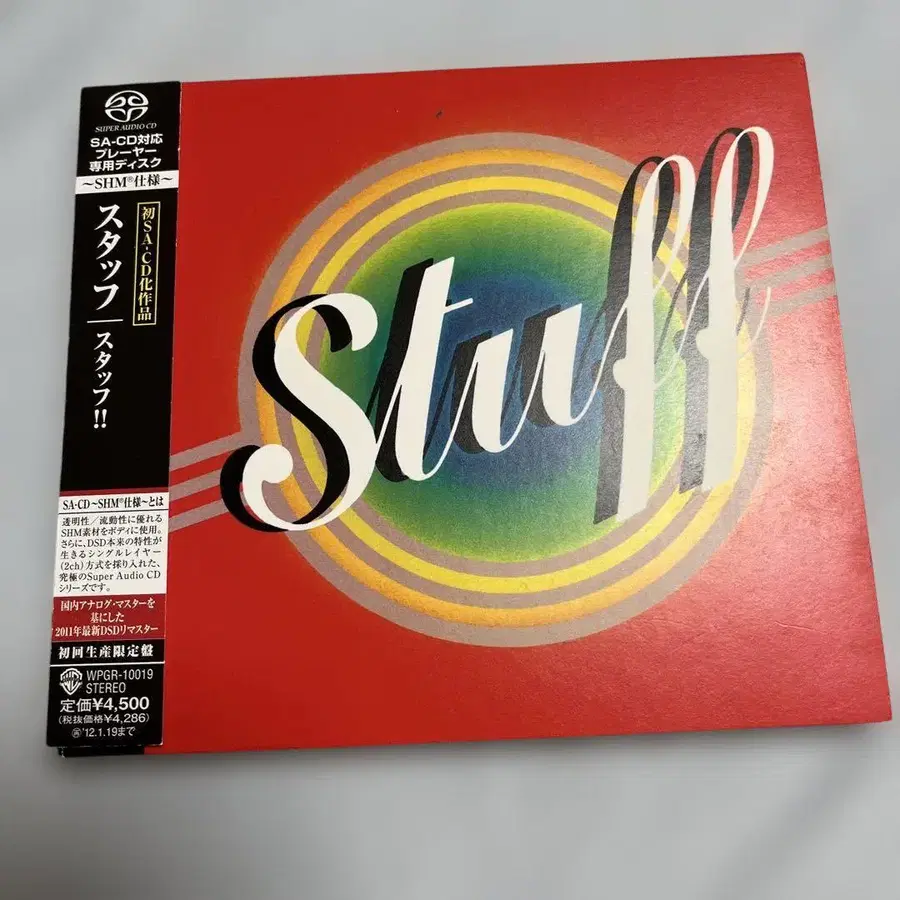 SUPER AUDIO CD
SA-CD対応
プレーヤー
専用ディスク
～SHM®仕様～
初SA-CD化作品
スタッフ│スタッフ!!
SA-CD～SHM®仕様～とは
透明性／流動性に優れる
SHM素材をボディに使用。
さらに、DSD本来の特性が
生きるシングルレイヤー
(2ch)方式を採り入れた、
究極のSuper Audio CD
シリーズです。
国内アナログ・マスターを
基にした
2011年最新DSDリマスター
初回生産限定盤
WPGR-10019
STEREO
定価¥4,500
(税抜価格¥4,286)
'12.1.19まで
Stuff